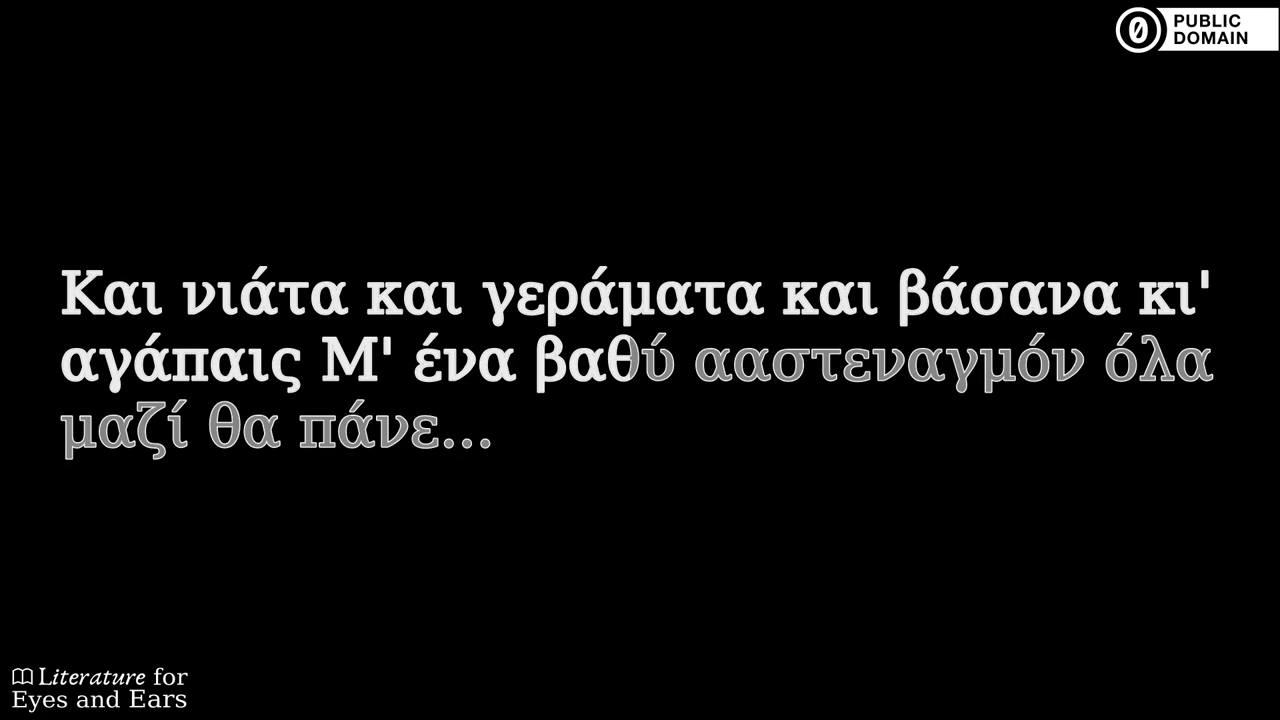 PUBLIC
DOMAIN
Και νιάτα και γεράματα και βάσανα κι'
αγάπαις Μ' ένα βαθύ ααστεναγμόν όλα
μαζί θα πάνε...
Literature for
Eyes and Ears